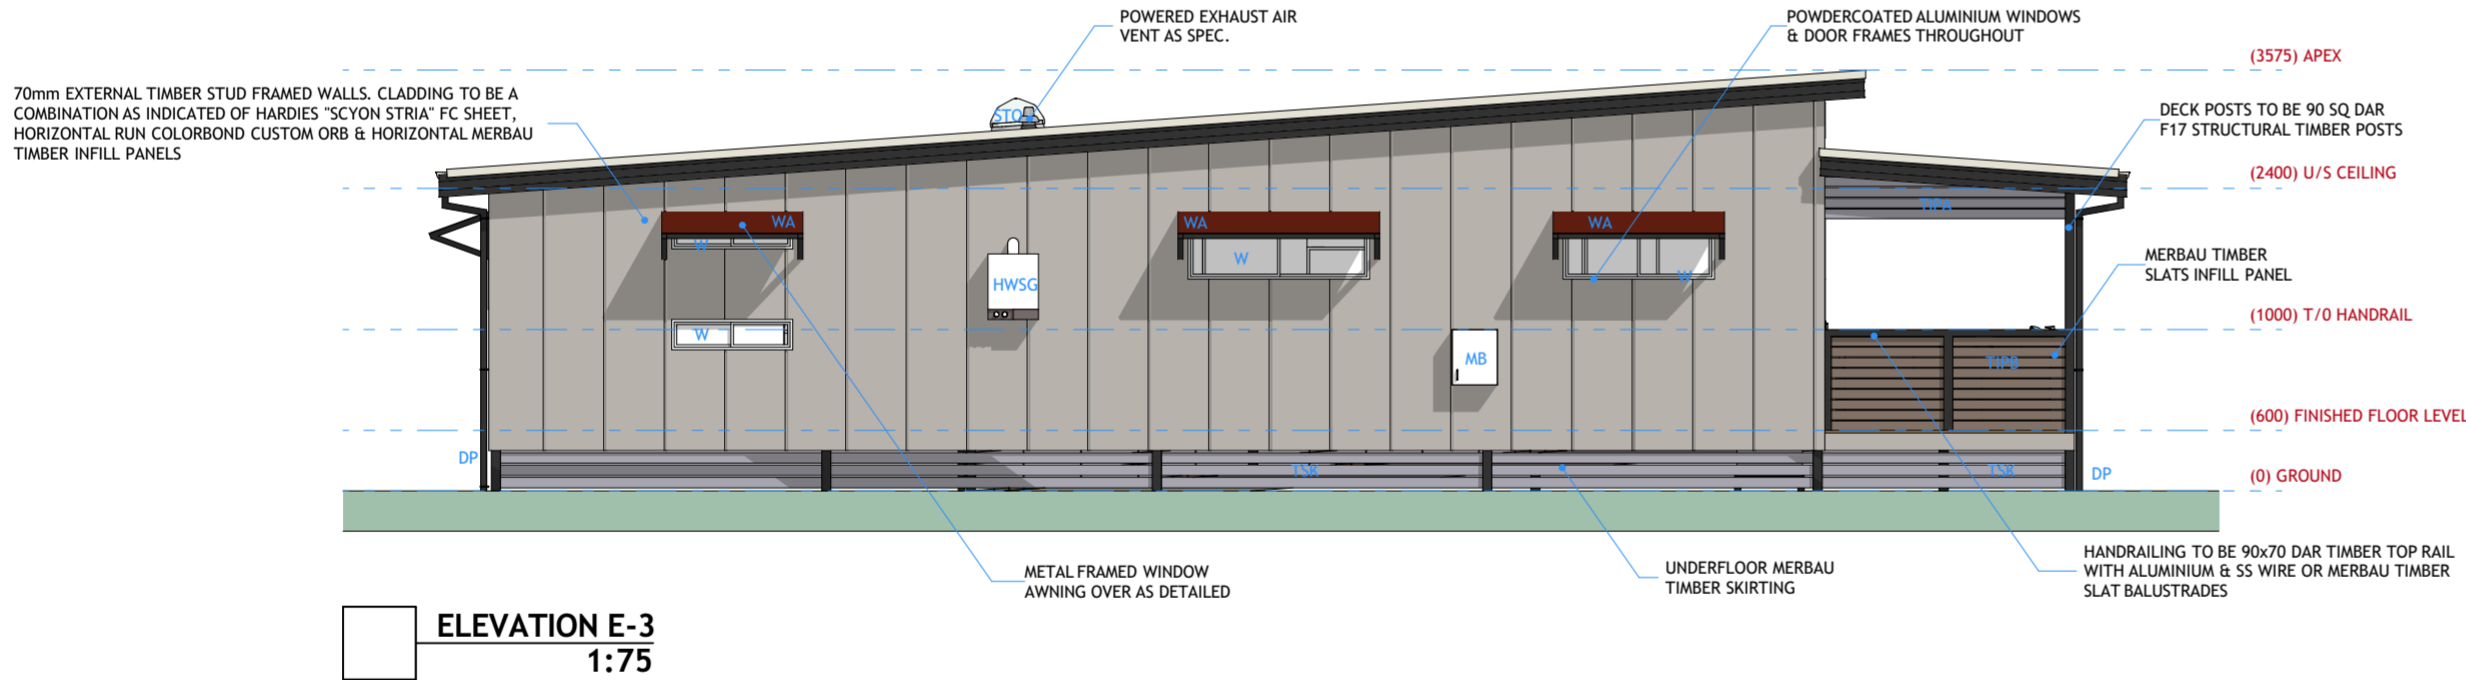 POWERED EXHAUST AIR
VENT AS SPEC.
POWDERCOATED ALUMINIUM WINDOWS
& DOOR FRAMES THROUGHOUT
(3575) APEX
70mm EXTERNAL TIMBER STUD FRAMED WALLS. CLADDING TO BE A
COMBINATION AS INDICATED OF HARDIES "SCYON STRIA" FC SHEET,
HORIZONTAL RUN COLORBOND CUSTOM ORB & HORIZONTAL MERBAU
TIMBER INFILL PANELS
STO
DECK POSTS TO BE 90 SQ DAR
F17 STRUCTURAL TIMBER POSTS
(2400) U/S CEILING
TIPA
WA
WA
WA
W
W
W
MERBAU TIMBER
SLATS INFILL PANEL
HWSG
(1000) T/0 HANDRAIL
W
MB
TIPB
(600) FINISHED FLOOR LEVEL
DP
TSK
TSK
DP
(0) GROUND
METAL FRAMED WINDOW
AWNING OVER AS DETAILED
UNDERFLOOR MERBAU
TIMBER SKIRTING
HANDRAILING TO BE 90x70 DAR TIMBER TOP RAIL
WITH ALUMINIUM & SS WIRE OR MERBAU TIMBER
SLAT BALUSTRADES
ELEVATION E-3
1:75